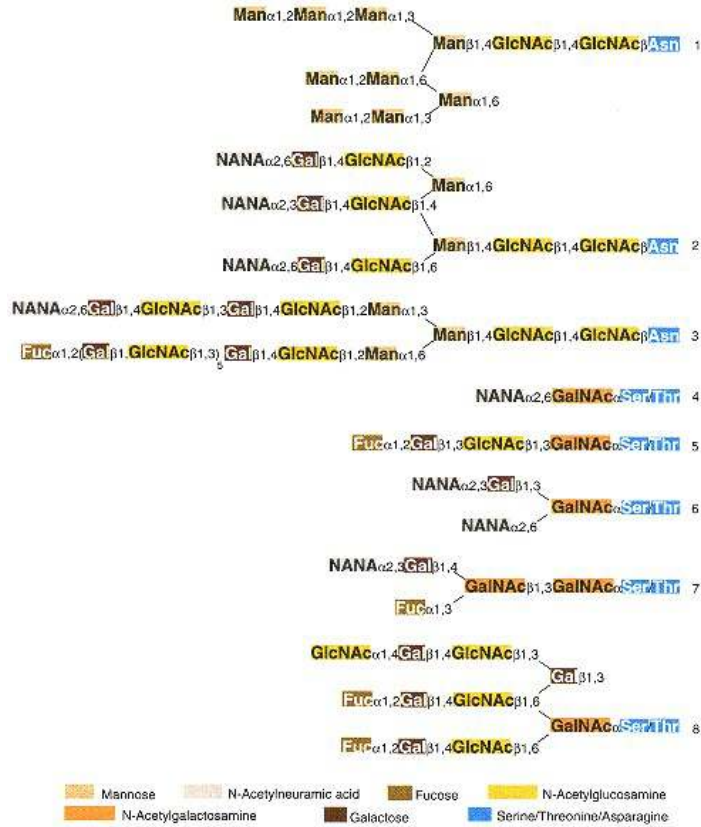 Manα1,2Manα1,2Manα1,3
Manβ1,4GlcNAcβ1,4GlcNAcβAsn 1
Manα1,2Manα1,6
Manα1,6
Manα1,2Manα1,3
NANAα2,6Galβ1,4GlcNAcβ1,2
Manα1,6
NANAα2,3Galβ1,4GlcNAcβ1,4
Manβ1,4GlcNAcβ1,4GlcNAcβAsn 2
NANAα2,6Galβ1,4GlcNAcβ1,6
NANAα2,6Galβ1,4GlcNAcβ1,3Galβ1,4GlcNAcβ1,2Manα1,3
Manβ1,4GlcNAcβ1,4GlcNAcβAsn 3
Fucα1,2(Galβ1,GlcNAcβ1,3)5Galβ1,4GlcNAcβ1,2Manα1,6
NANAα2,6GalNAcαSer/Thr 4
Fucα1,2Galβ1,3GlcNAcβ1,3GalNAcαSer/Thr 5
NANAα2,3Galβ1,3
GalNAcαSer/Thr 6
NANAα2,6
NANAα2,3Galβ1,4
GalNAcβ1,3GalNAcαSer/Thr 7
Fucα1,3
GlcNAcα1,4Galβ1,4GlcNAcβ1,3
Galβ1,3
Fucα1,2Galβ1,4GlcNAcβ1,6
GalNAcαSer/Thr 8
Fucα1,2Galβ1,4GlcNAcβ1,6
Mannose N-Acetylneuramic acid Fucose N-Acetylglucosamine
N-Acetylgalactosamine Galactose Serine/Threonine/Asparagine